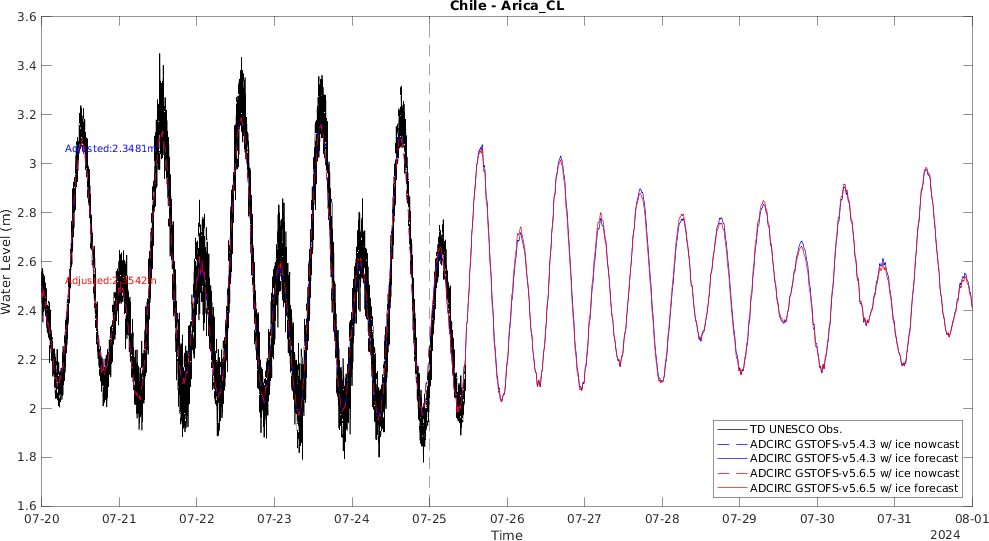 Chile - Arica_CL
3.6
3.4
3.2
3
2.8
2.6
2.4
2.2
2
1.8
1.6
Water Level (m)
Adjusted:2.3481m
TD UNESCO Obs.
ADCIRC GSTOFS-v5.4.3 w/ ice nowcast
ADCIRC GSTOFS-v5.4.3 w/ ice forecast
ADCIRC GSTOFS-v5.6.5 w/ ice nowcast
ADCIRC GSTOFS-v5.6.5 w/ ice forecast
07-20 07-21 07-22 07-23 07-24 07-25 07-26 07-27 07-28 07-29 07-30 07-31 08-01
Time
2024